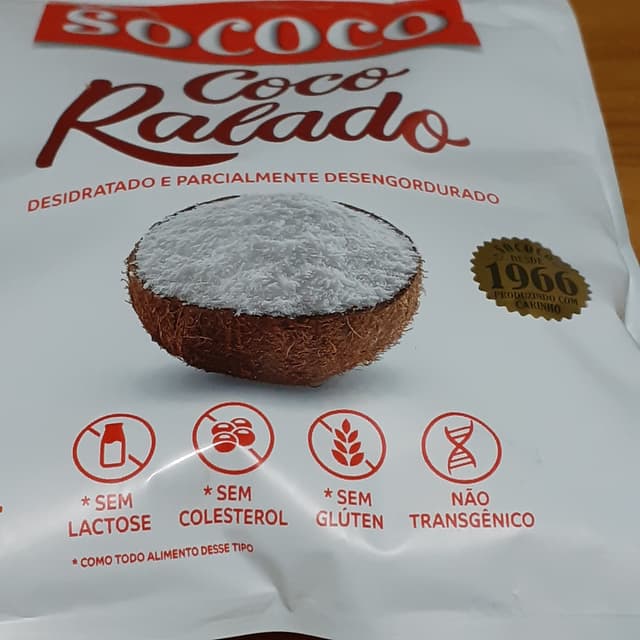 SOCOCO
Coco
Ralado
DESIDRATADO E PARCIALMENTE DESENGORDURADO
SOCOCO
DESDE
1966
PRODUZINDO COM
CARINHO
* SEM
LACTOSE
* SEM
COLESTEROL
* SEM
GLÚTEN
NÃO
TRANSGÊNICO
* COMO TODO ALIMENTO DESSE TIPO